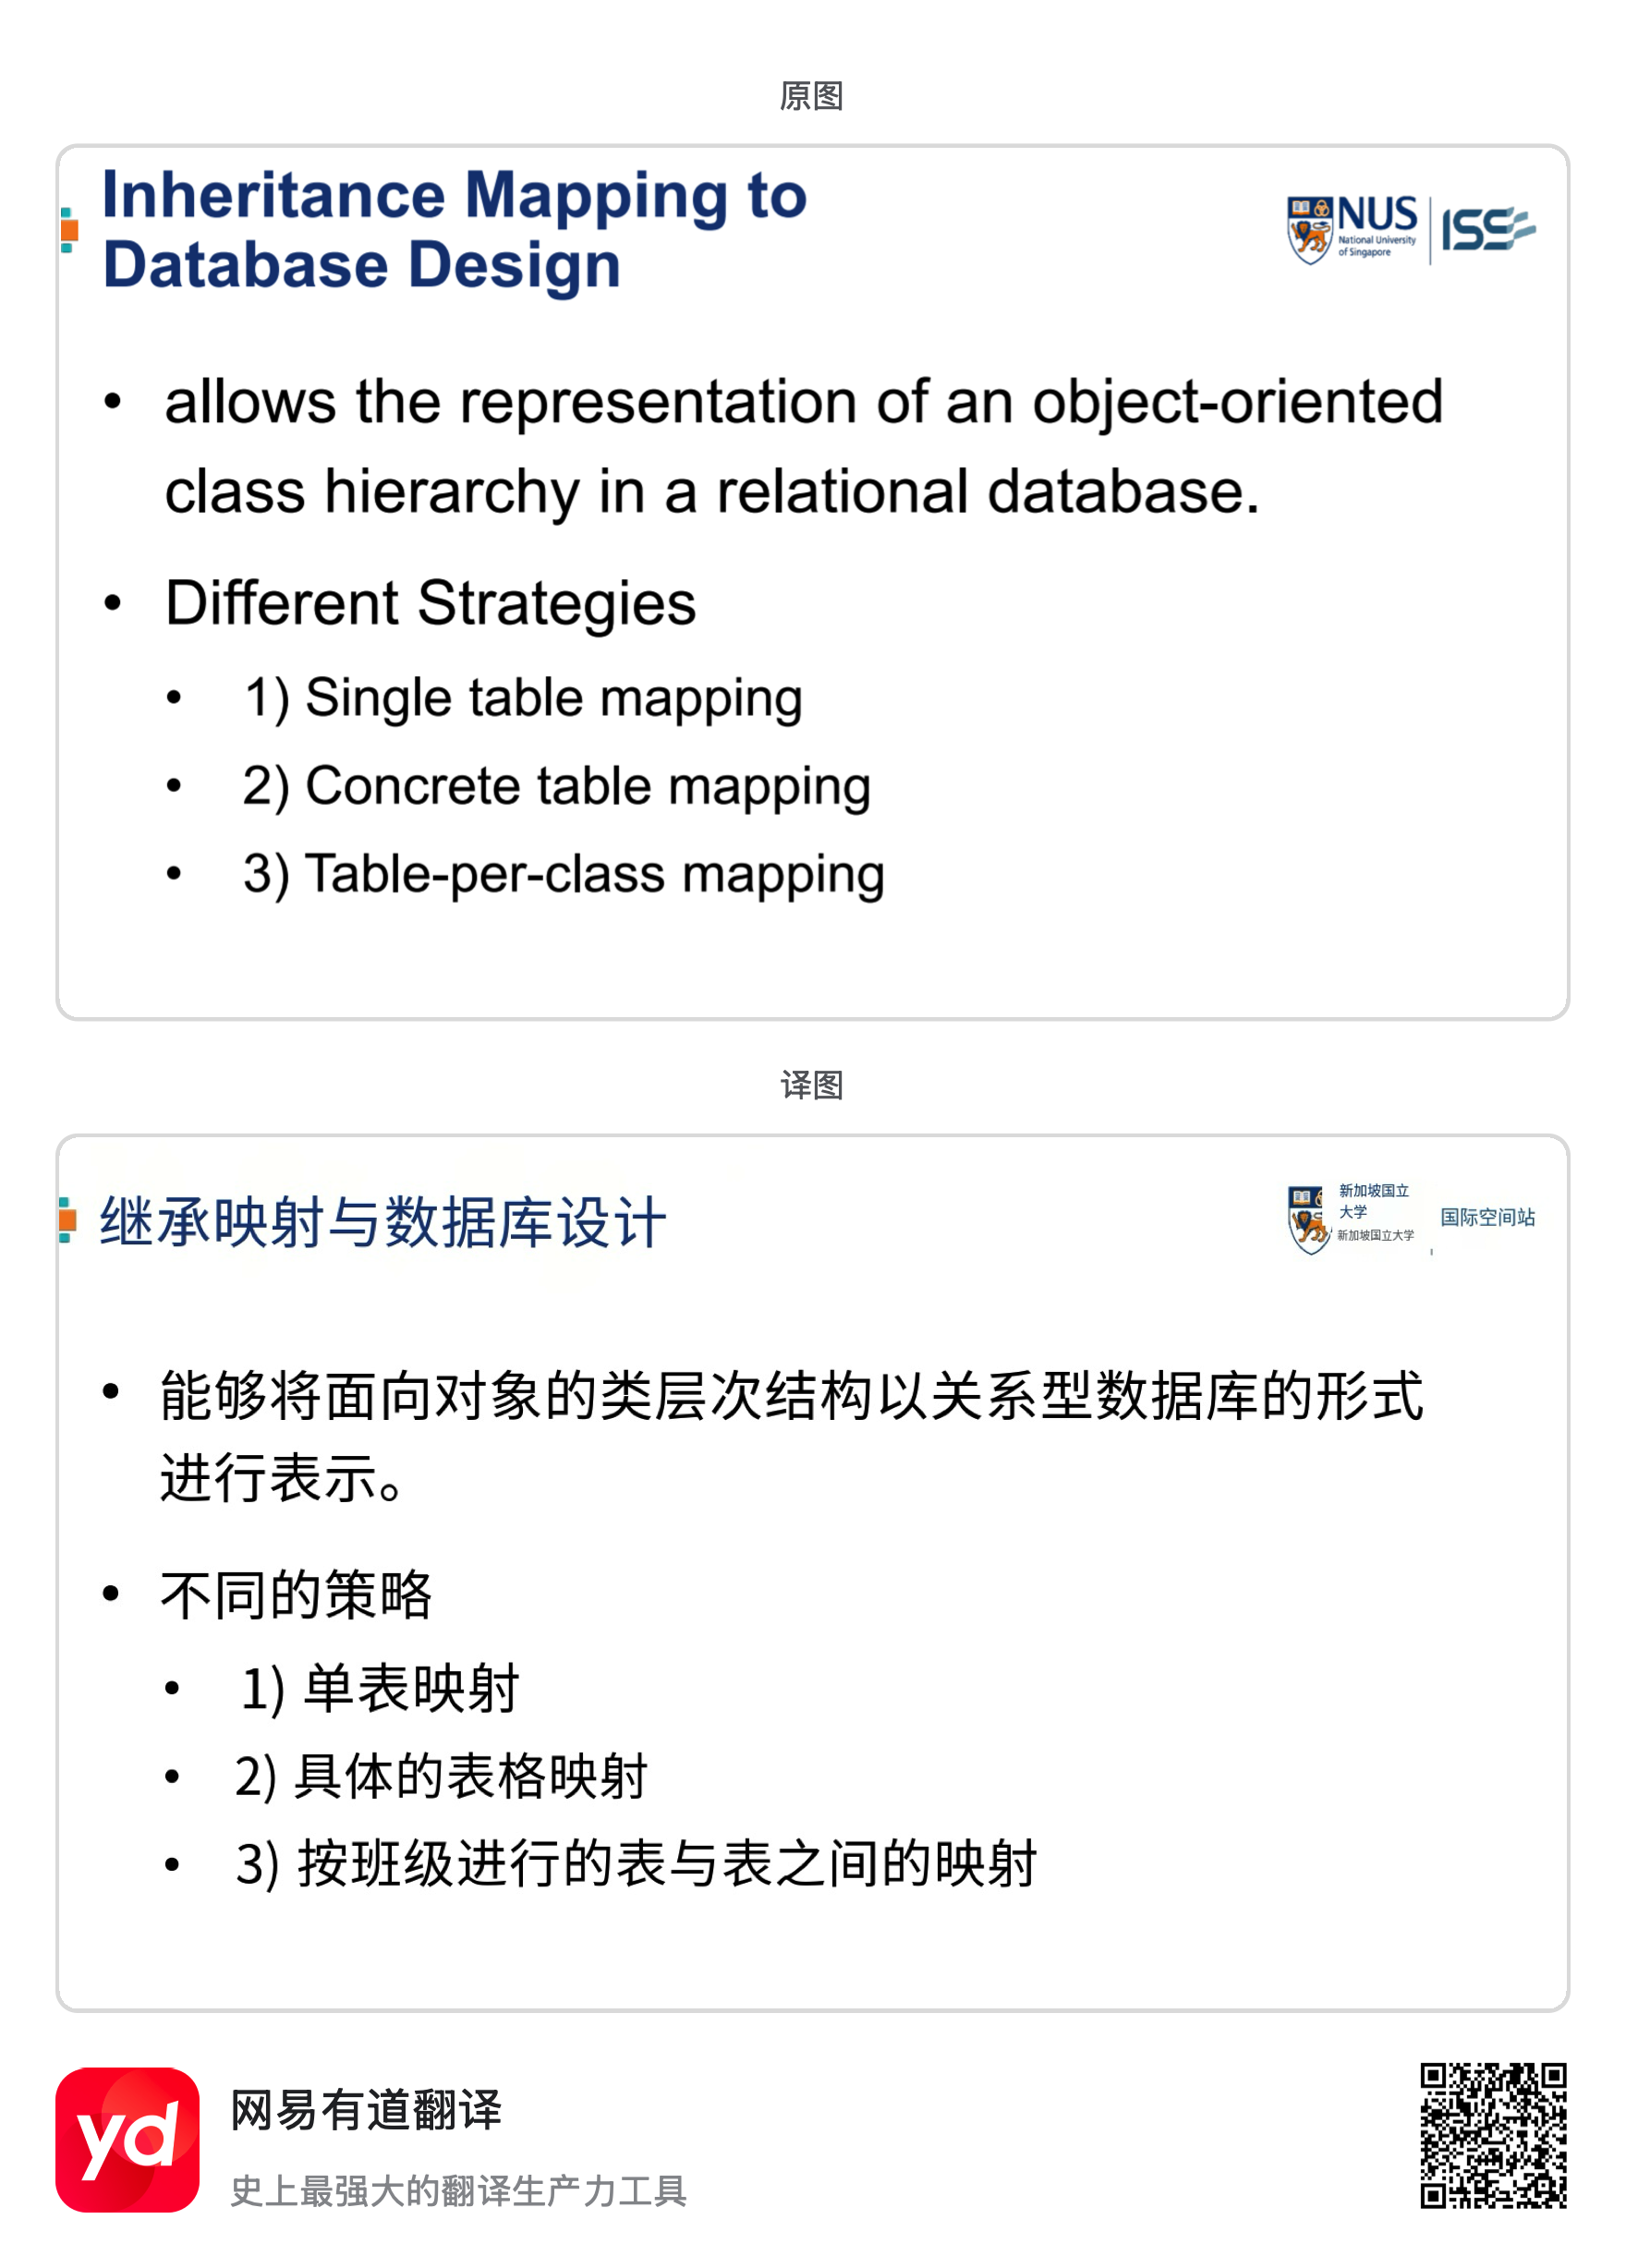 原图
Inheritance Mapping to
Database Design
NUS
National University
of Singapore
ISS
• allows the representation of an object-oriented
class hierarchy in a relational database.
• Different Strategies
• 1) Single table mapping
• 2) Concrete table mapping
• 3) Table-per-class mapping
译图
继承映射与数据库设计
新加坡国立
大学
新加坡国立大学
国际空间站
• 能够将面向对象的类层次结构以关系型数据库的形式
进行表示。
• 不同的策略
• 1) 单表映射
• 2) 具体的表格映射
• 3) 按班级进行的表与表之间的映射
yd
网易有道翻译
史上最强大的翻译生产力工具